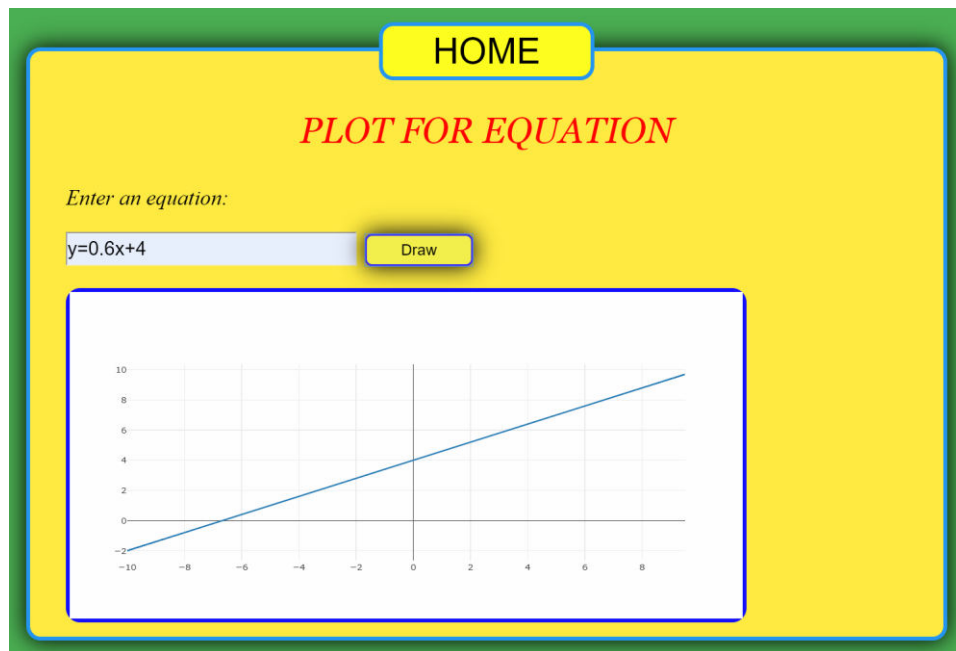 HOME
PLOT FOR EQUATION
Enter an equation:
y=0.6x+4
Draw
10
8
6
4
2
0
−2
−10 −8 −6 −4 −2 0 2 4 6 8